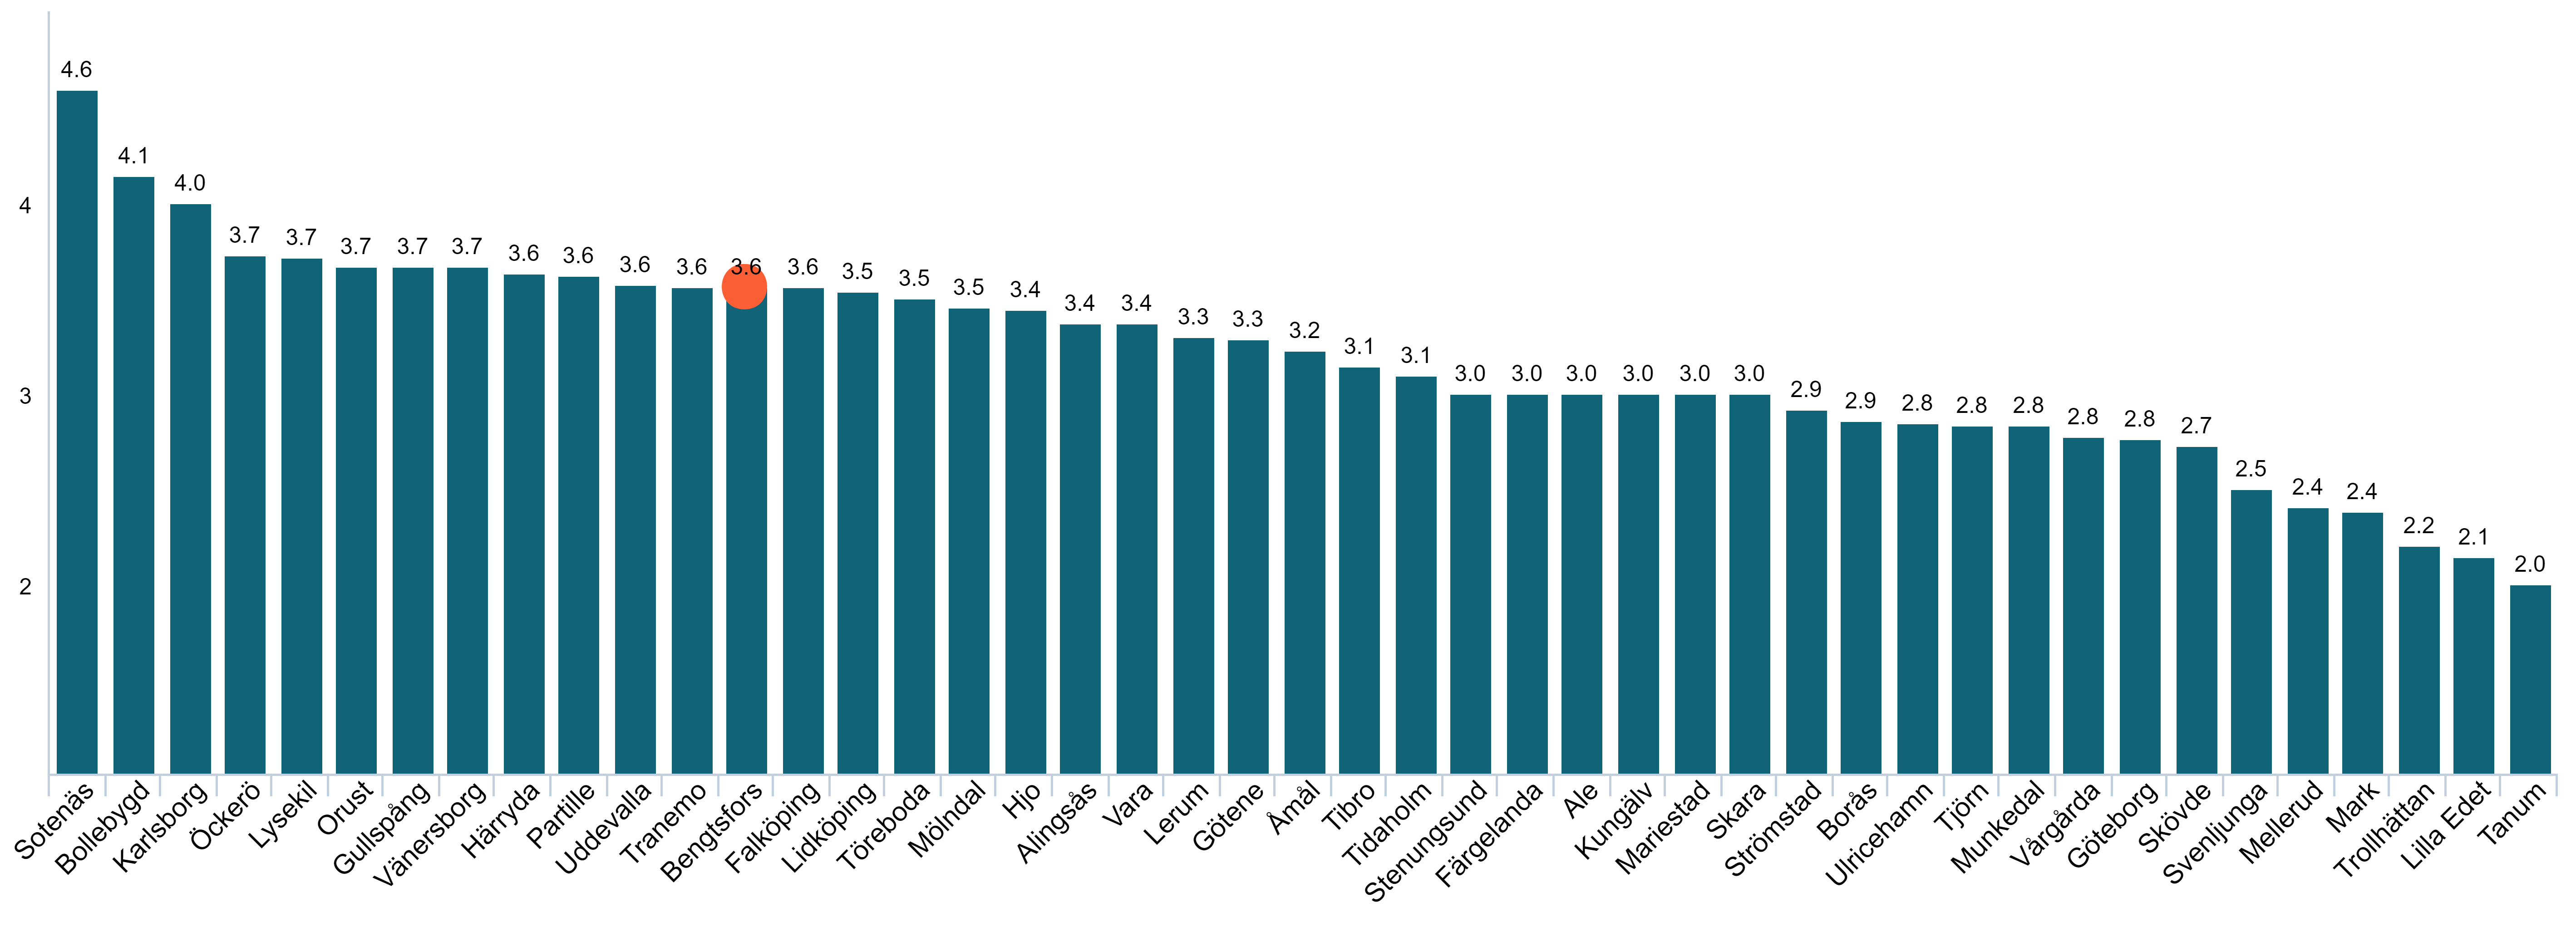 4.6
4.1
4.0
3.7
3.7
3.7
3.7
3.7
3.6
3.6
3.6
3.6
3.6
3.6
3.5
3.5
3.5
3.4
3.4
3.4
3.3
3.3
3.2
3.1
3.1
3.0
3.0
3.0
3.0
3.0
3.0
2.9
2.9
2.8
2.8
2.8
2.8
2.8
2.7
2.5
2.4
2.4
2.2
2.1
2.0
4
3
2
Sotenäs
Bollebygd
Karlsborg
Öckerö
Lysekil
Orust
Gullspång
Vänersborg
Härryda
Partille
Uddevalla
Tranemo
Bengtsfors
Falköping
Lidköping
Töreboda
Mölndal
Hjo
Alingsås
Vara
Lerum
Götene
Åmål
Tibro
Tidaholm
Stenungsund
Färgelanda
Ale
Kungälv
Mariestad
Skara
Strömstad
Borås
Ulricehamn
Tjörn
Munkedal
Vårgårda
Göteborg
Skövde
Svenljunga
Mellerud
Mark
Trollhättan
Lilla Edet
Tanum